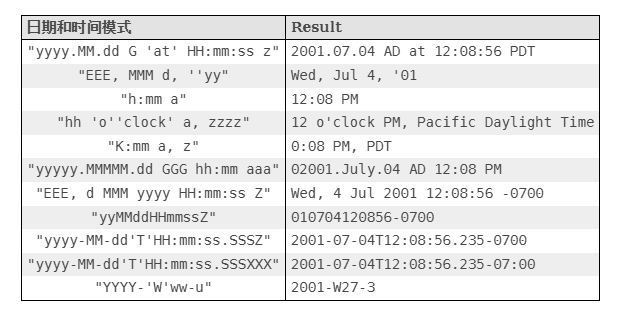 日期和时间模式 Result
"yyyy.MM.dd G 'at' HH:mm:ss z" 2001.07.04 AD at 12:08:56 PDT
"EEE, MMM d, ''yy" Wed, Jul 4, '01
"h:mm a" 12:08 PM
"hh 'o''clock' a, zzzz" 12 o'clock PM, Pacific Daylight Time
"K:mm a, z" 0:08 PM, PDT
"yyyyy.MMMMM.dd GGG hh:mm aaa" 02001.July.04 AD 12:08 PM
"EEE, d MMM yyyy HH:mm:ss Z" Wed, 4 Jul 2001 12:08:56 -0700
"yyMMddHHmmssZ" 010704120856-0700
"yyyy-MM-dd'T'HH:mm:ss.SSSZ" 2001-07-04T12:08:56.235-0700
"yyyy-MM-dd'T'HH:mm:ss.SSSXXX" 2001-07-04T12:08:56.235-07:00
"YYYY-'W'ww-u" 2001-W27-3